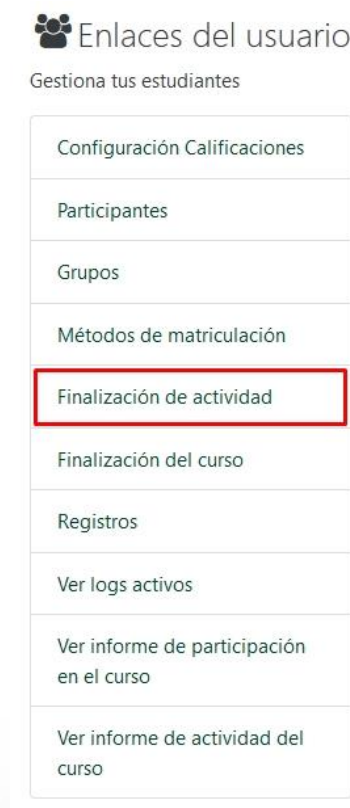 Enlaces del usuario
Gestiona tus estudiantes
Configuración Calificaciones
Participantes
Grupos
Métodos de matriculación
Finalización de actividad
Finalización del curso
Registros
Ver logs activos
Ver informe de participación
en el curso
Ver informe de actividad del
curso